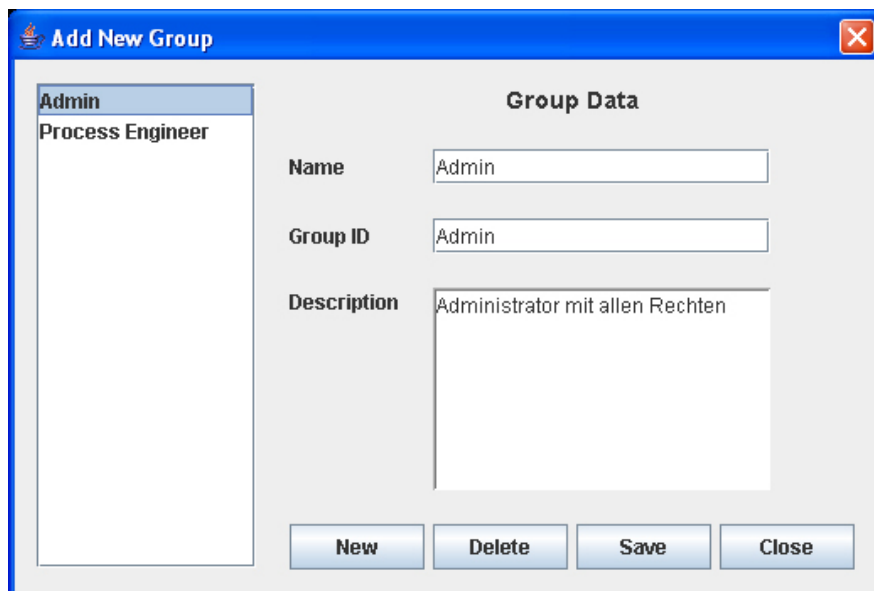 Add New Group
Admin
Process Engineer
Group Data
Name
Admin
Group ID
Admin
Description
Administrator mit allen Rechten
New
Delete
Save
Close